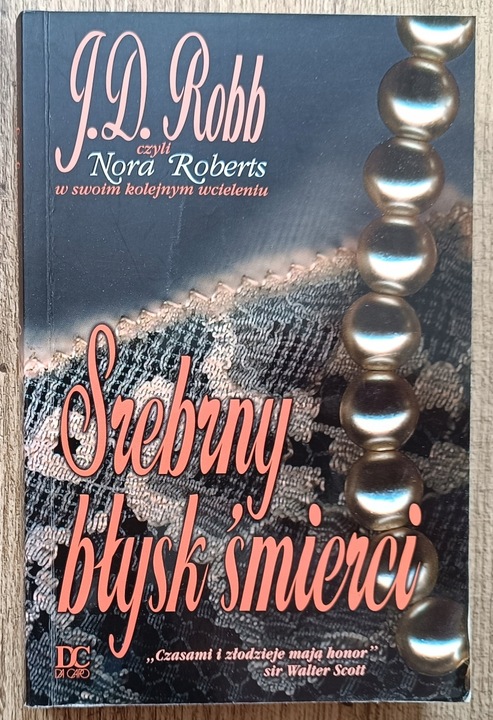 J.D. Robb
czyli
Nora Roberts
w swoim kolejnym wcieleniu
Srebrny
błysk śmierci
„Czasami i złodzieje mają honor”
sir Walter Scott
DC
DA CAPO